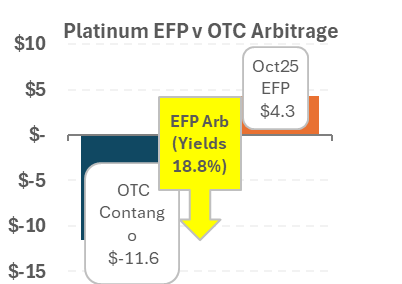 Platinum EFP v OTC Arbitrage
$10
$5
$-
$-5
$-10
$-15
Oct25
EFP
$4.3
EFP Arb
(Yields
18.8%)
OTC
Contang
o
$-11.6